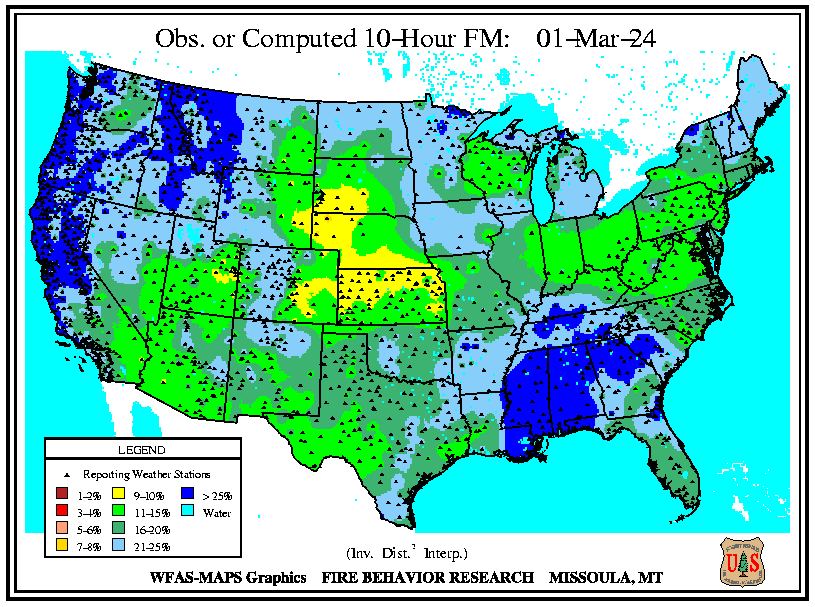 Obs. or Computed 10-Hour FM: 01-Mar-24
LEGEND
Reporting Weather Stations
1-2% 9-10% > 25%
3-4% 11-15% Water
5-6% 16-20%
7-8% 21-25%
(Inv. Dist.² Interp.)
WFAS-MAPS Graphics FIRE BEHAVIOR RESEARCH MISSOULA, MT
U S